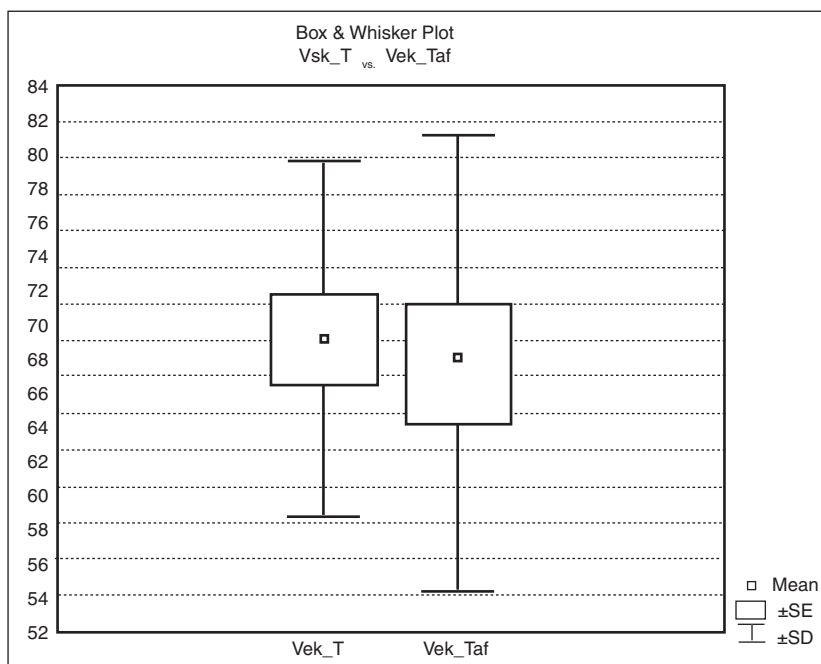 Box & Whisker Plot
Vsk_T vs. Vek_Taf
84
82
80
78
76
74
72
70
68
66
64
62
60
58
56
54
52
Vek_T Vek_Taf
Mean
±SE
±SD